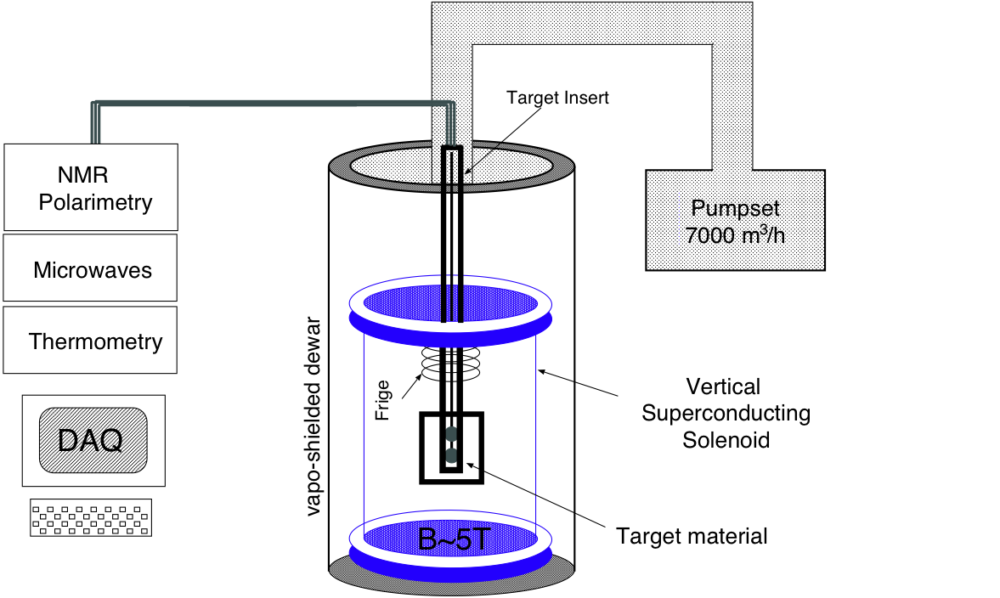 Target Insert
NMR
Polarimetry
Pumpset
7000 m³/h
Microwaves
Thermometry
vapo-shielded dewar
Frige
Vertical
Superconducting
Solenoid
DAQ
B~5T
Target material